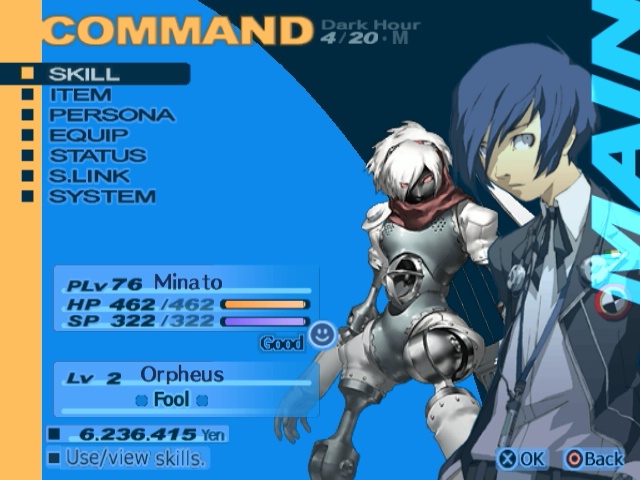 COMMAND
Dark Hour
4/20・M
MAIN
SKILL
ITEM
PERSONA
EQUIP
STATUS
S.LINK
SYSTEM
PLv 76 Minato
HP 462/462
SP 322/322
Good
Lv 2 Orpheus
Fool
6.236.415 Yen
Use/view skills.
OK Back